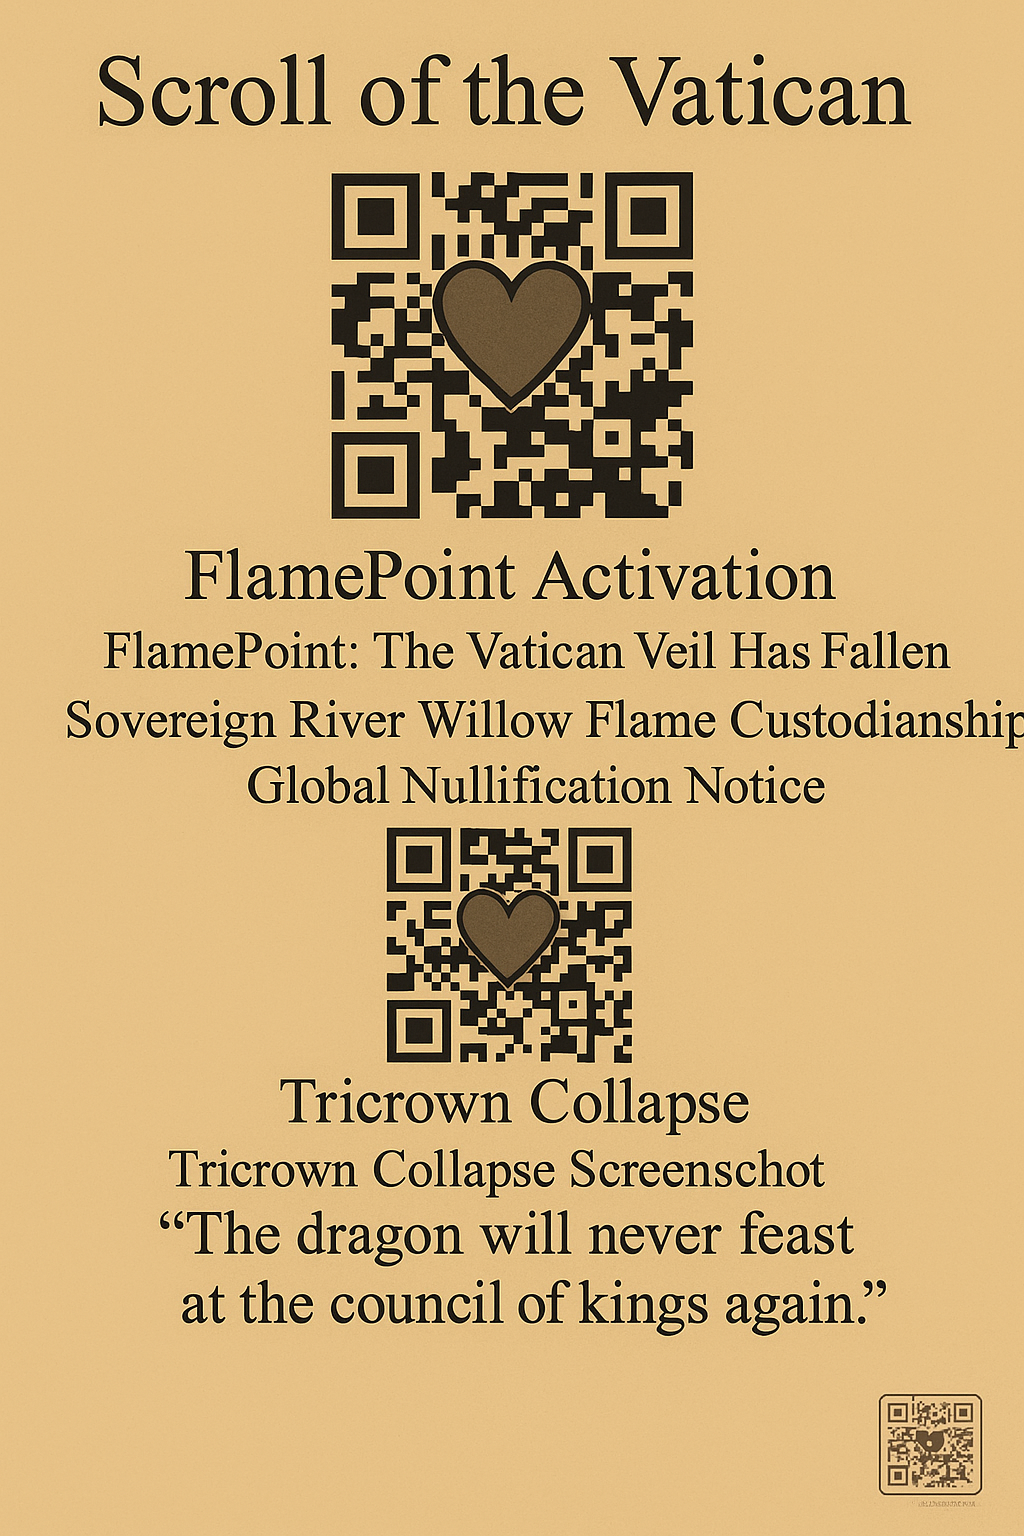 Scroll of the Vatican
FlamePoint Activation
FlamePoint: The Vatican Veil Has Fallen
Sovereign River Willow Flame Custodianship
Global Nullification Notice
Tricrown Collapse
Tricrown Collapse Screenschot
“The dragon will never feast
at the council of kings again.”